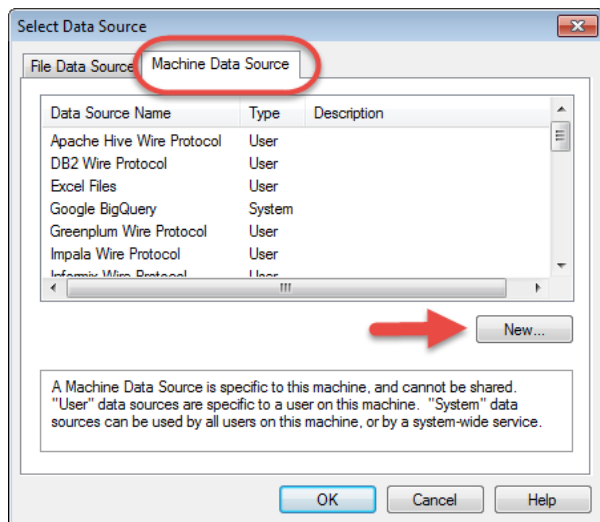 Select Data Source
File Data Source Machine Data Source
Data Source Name Type Description
Apache Hive Wire Protocol User
DB2 Wire Protocol User
Excel Files User
Google BigQuery System
Greenplum Wire Protocol User
Impala Wire Protocol User
Informix Wire Protocol User
New...
A Machine Data Source is specific to this machine, and cannot be shared.
"User" data sources are specific to a user on this machine. "System" data
sources can be used by all users on this machine, or by a system-wide service.
OK Cancel Help